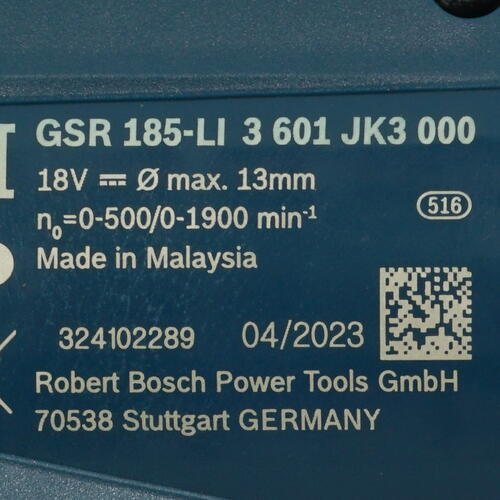 GSR 185-LI 3 601 JK3 000
18V ⎓ Ø max. 13mm
n₀=0-500/0-1900 min⁻¹
516
Made in Malaysia
324102289 04/2023
Robert Bosch Power Tools GmbH
70538 Stuttgart GERMANY